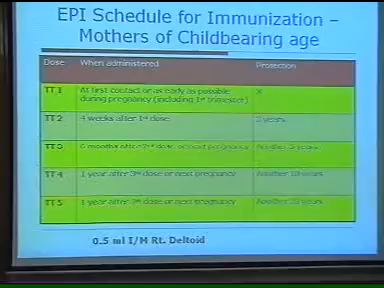 EPI Schedule for Immunization –
Mothers of Childbearing age
Dose When administered Protection
TT 1 At first contact or as early as possible
during pregnancy (including 1st trimester)
TT 2 4 weeks after 1st dose 3 years
TT 3 6 months after 2nd dose or next pregnancy Another 5 years
TT 4 1 year after 3rd dose or next pregnancy Another 10 years
TT 5 1 year after dose or next pregnancy Another years
0.5 ml I/M Rt. Deltoid